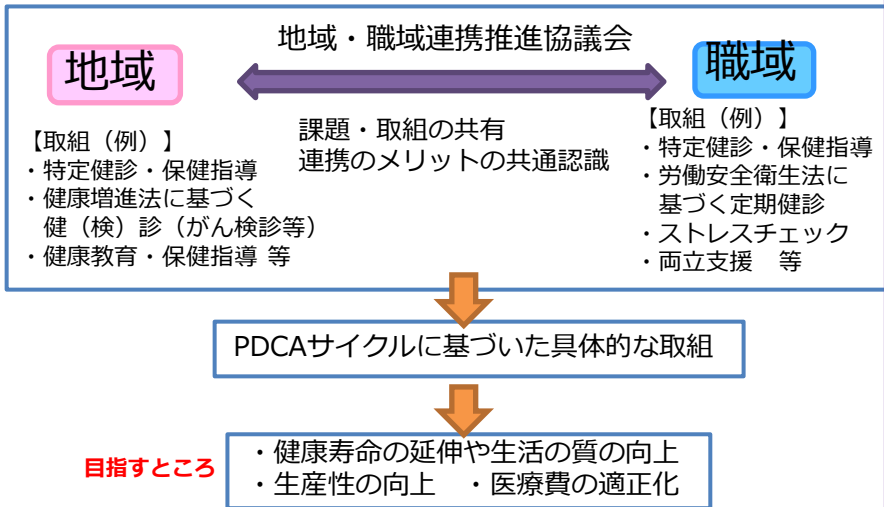 地域・職域連携推進協議会
地域
職域
課題・取組の共有
連携のメリットの共通認識
【取組（例）】
・特定健診・保健指導
・健康増進法に基づく
健（検）診（がん検診等）
・健康教育・保健指導 等
【取組（例）】
・特定健診・保健指導
・労働安全衛生法に
基づく定期健診
・ストレスチェック
・両立支援　等
PDCAサイクルに基づいた具体的な取組
目指すところ
・健康寿命の延伸や生活の質の向上
・生産性の向上　・医療費の適正化